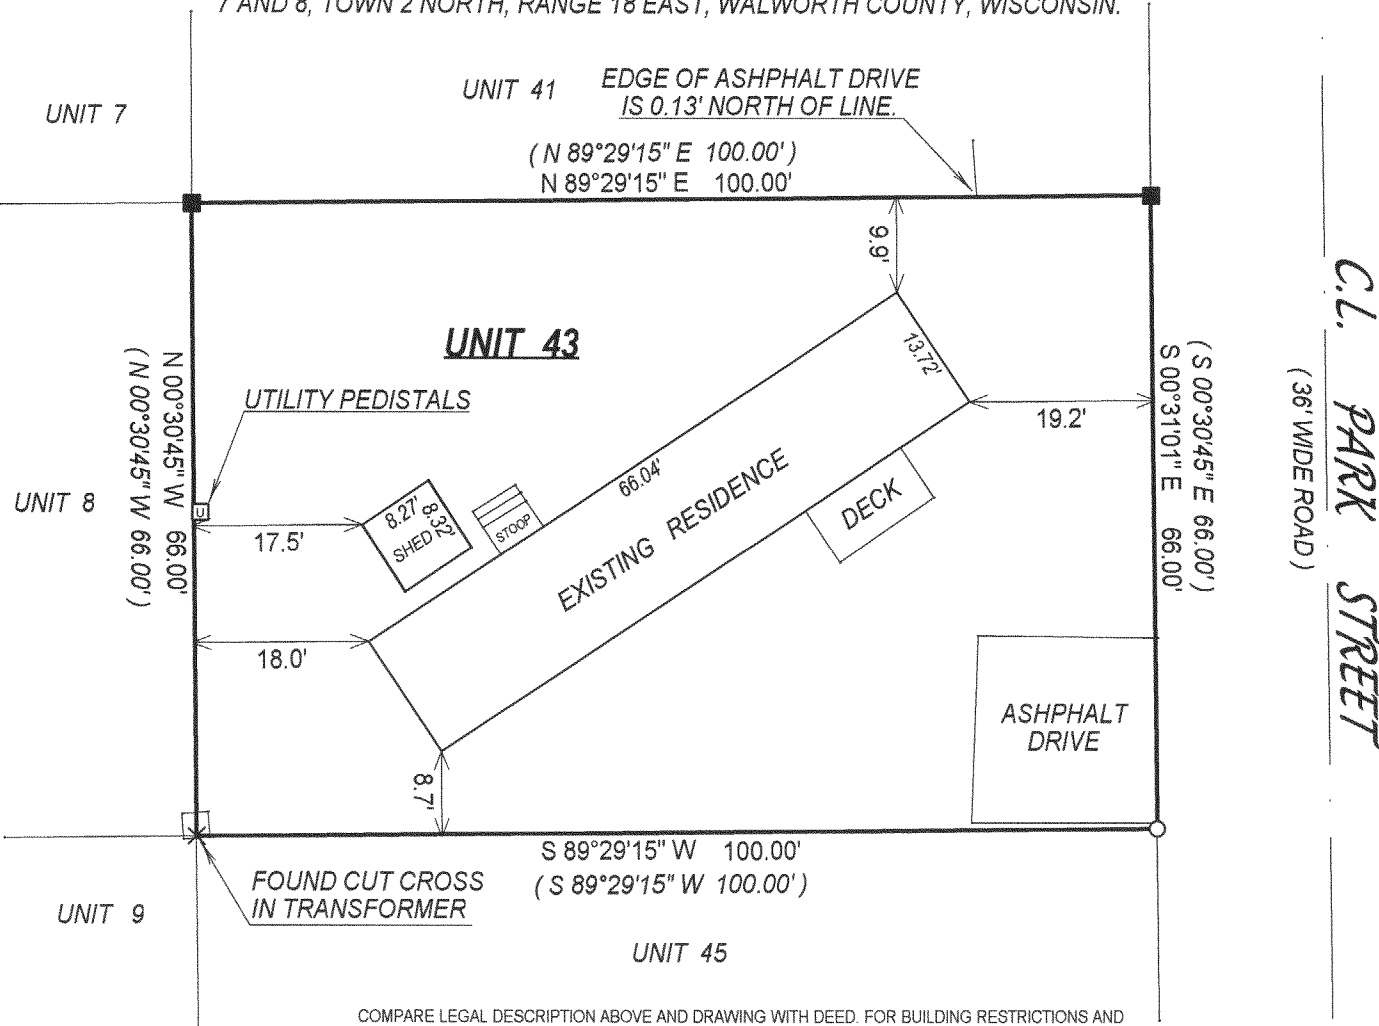 7 AND 8, TOWN 2 NORTH, RANGE 18 EAST, WALWORTH COUNTY, WISCONSIN.
UNIT 7
UNIT 41
EDGE OF ASHPHALT DRIVE
IS 0.13' NORTH OF LINE.
( N 89°29'15" E 100.00' )
N 89°29'15" E 100.00'
9.9'
UNIT 43
13.72'
C.L. PARK STREET
( 36' WIDE ROAD )
( S 00°30'45" E 66.00' )
S 00°31'01" E 66.00'
N 00°30'45" W 66.00'
( N 00°30'45" W 66.00' )
UTILITY PEDISTALS
19.2'
66.04'
EXISTING RESIDENCE
DECK
UNIT 8
U
8.27'
8.32'
SHED
STOOP
17.5'
18.0'
8.7'
ASHPHALT
DRIVE
S 89°29'15" W 100.00'
( S 89°29'15" W 100.00' )
FOUND CUT CROSS
IN TRANSFORMER
UNIT 9
UNIT 45
COMPARE LEGAL DESCRIPTION ABOVE AND DRAWING WITH DEED. FOR BUILDING RESTRICTIONS AND